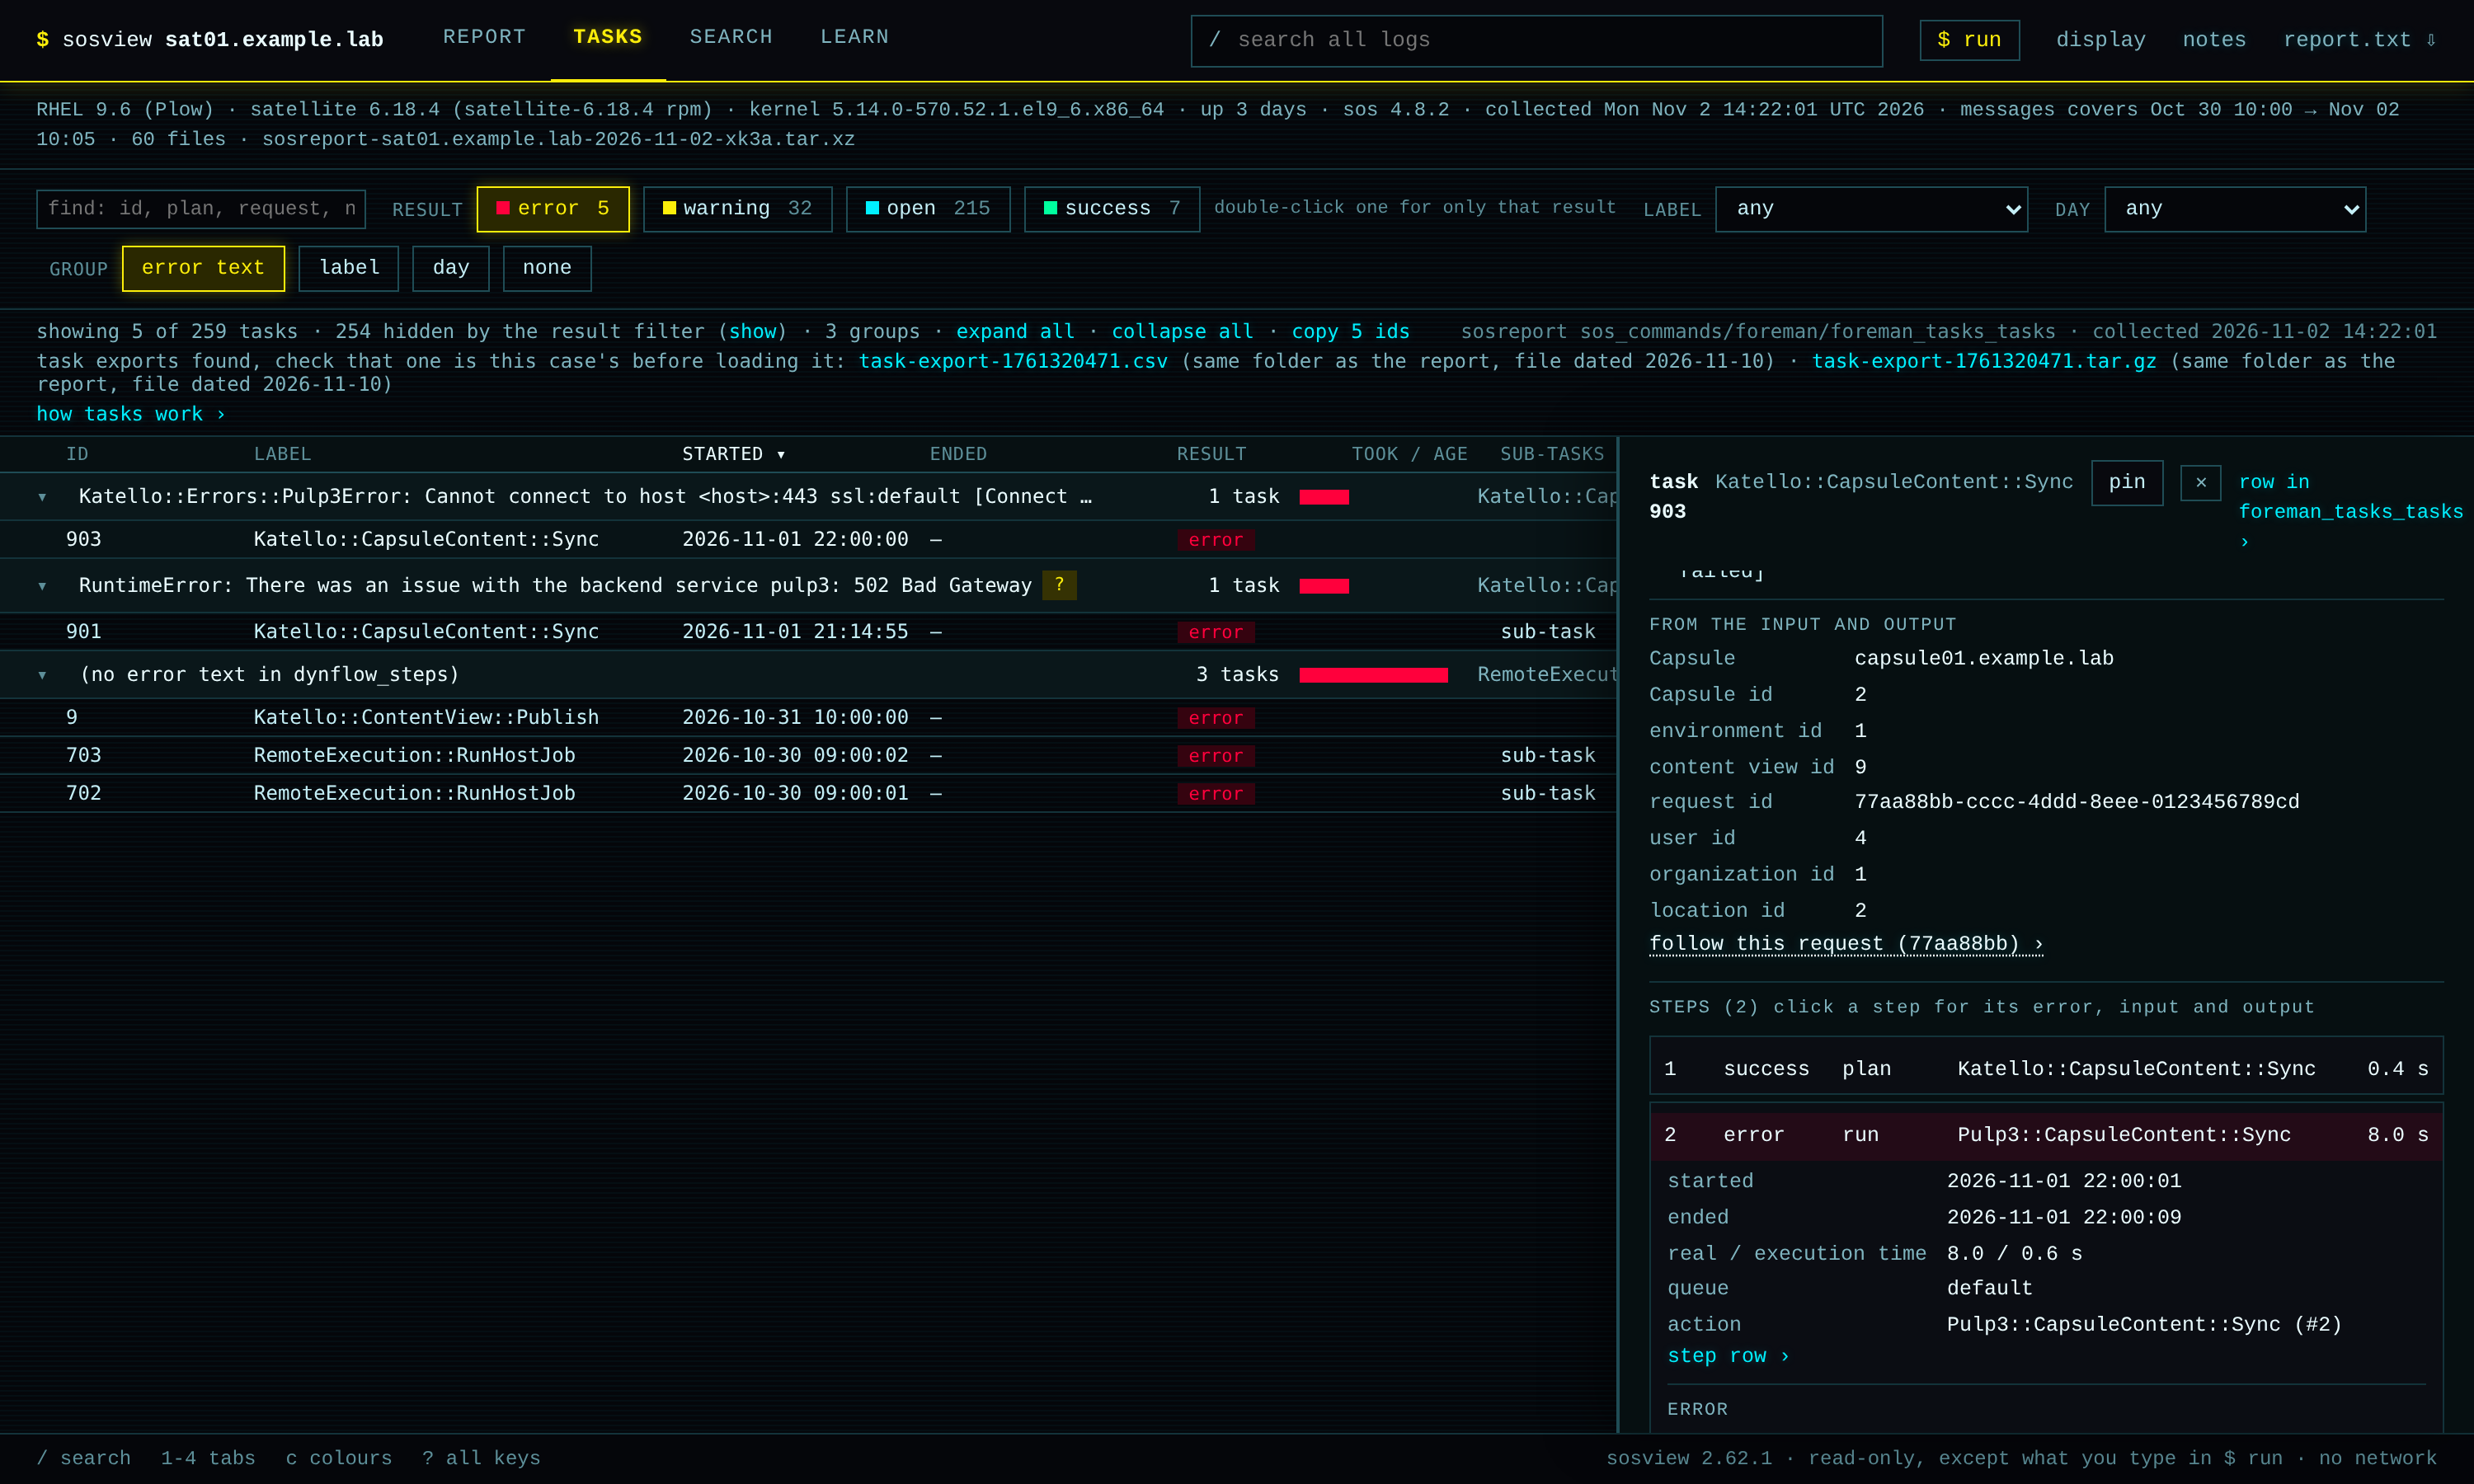 $ sosview sat01.example.lab REPORT TASKS SEARCH LEARN / search all logs $ run display notes report.txt ⇩
RHEL 9.6 (Plow) · satellite 6.18.4 (satellite-6.18.4 rpm) · kernel 5.14.0-570.52.1.el9_6.x86_64 · up 3 days · sos 4.8.2 · collected Mon Nov 2 14:22:01 UTC 2026 · messages covers Oct 30 10:00 → Nov 02
10:05 · 60 files · sosreport-sat01.example.lab-2026-11-02-xk3a.tar.xz
find: id, plan, request, n RESULT error 5 warning 32 open 215 success 7 double-click one for only that result LABEL any DAY any
GROUP error text label day none
showing 5 of 259 tasks · 254 hidden by the result filter (show) · 3 groups · expand all · collapse all · copy 5 ids sosreport sos_commands/foreman/foreman_tasks_tasks · collected 2026-11-02 14:22:01
task exports found, check that one is this case's before loading it: task-export-1761320471.csv (same folder as the report, file dated 2026-11-10) · task-export-1761320471.tar.gz (same folder as the
report, file dated 2026-11-10)
how tasks work ›
ID LABEL STARTED ▾ ENDED RESULT TOOK / AGE SUB-TASKS
▾ Katello::Errors::Pulp3Error: Cannot connect to host <host>:443 ssl:default [Connect … 1 task Katello::Cap
903 Katello::CapsuleContent::Sync 2026-11-01 22:00:00 — error
▾ RuntimeError: There was an issue with the backend service pulp3: 502 Bad Gateway ? 1 task Katello::Cap
901 Katello::CapsuleContent::Sync 2026-11-01 21:14:55 — error sub-task
▾ (no error text in dynflow_steps) 3 tasks RemoteExecut
9 Katello::ContentView::Publish 2026-10-31 10:00:00 — error
703 RemoteExecution::RunHostJob 2026-10-30 09:00:02 — error sub-task
702 RemoteExecution::RunHostJob 2026-10-30 09:00:01 — error sub-task
task Katello::CapsuleContent::Sync pin × row in
903 foreman_tasks_tasks
›
failed]
FROM THE INPUT AND OUTPUT
Capsule capsule01.example.lab
Capsule id 2
environment id 1
content view id 9
request id 77aa88bb-cccc-4ddd-8eee-0123456789cd
user id 4
organization id 1
location id 2
follow this request (77aa88bb) ›
STEPS (2) click a step for its error, input and output
1 success plan Katello::CapsuleContent::Sync 0.4 s
2 error run Pulp3::CapsuleContent::Sync 8.0 s
started 2026-11-01 22:00:01
ended 2026-11-01 22:00:09
real / execution time 8.0 / 0.6 s
queue default
action Pulp3::CapsuleContent::Sync (#2)
step row ›
ERROR
/ search 1-4 tabs c colours ? all keys sosview 2.62.1 · read-only, except what you type in $ run · no network